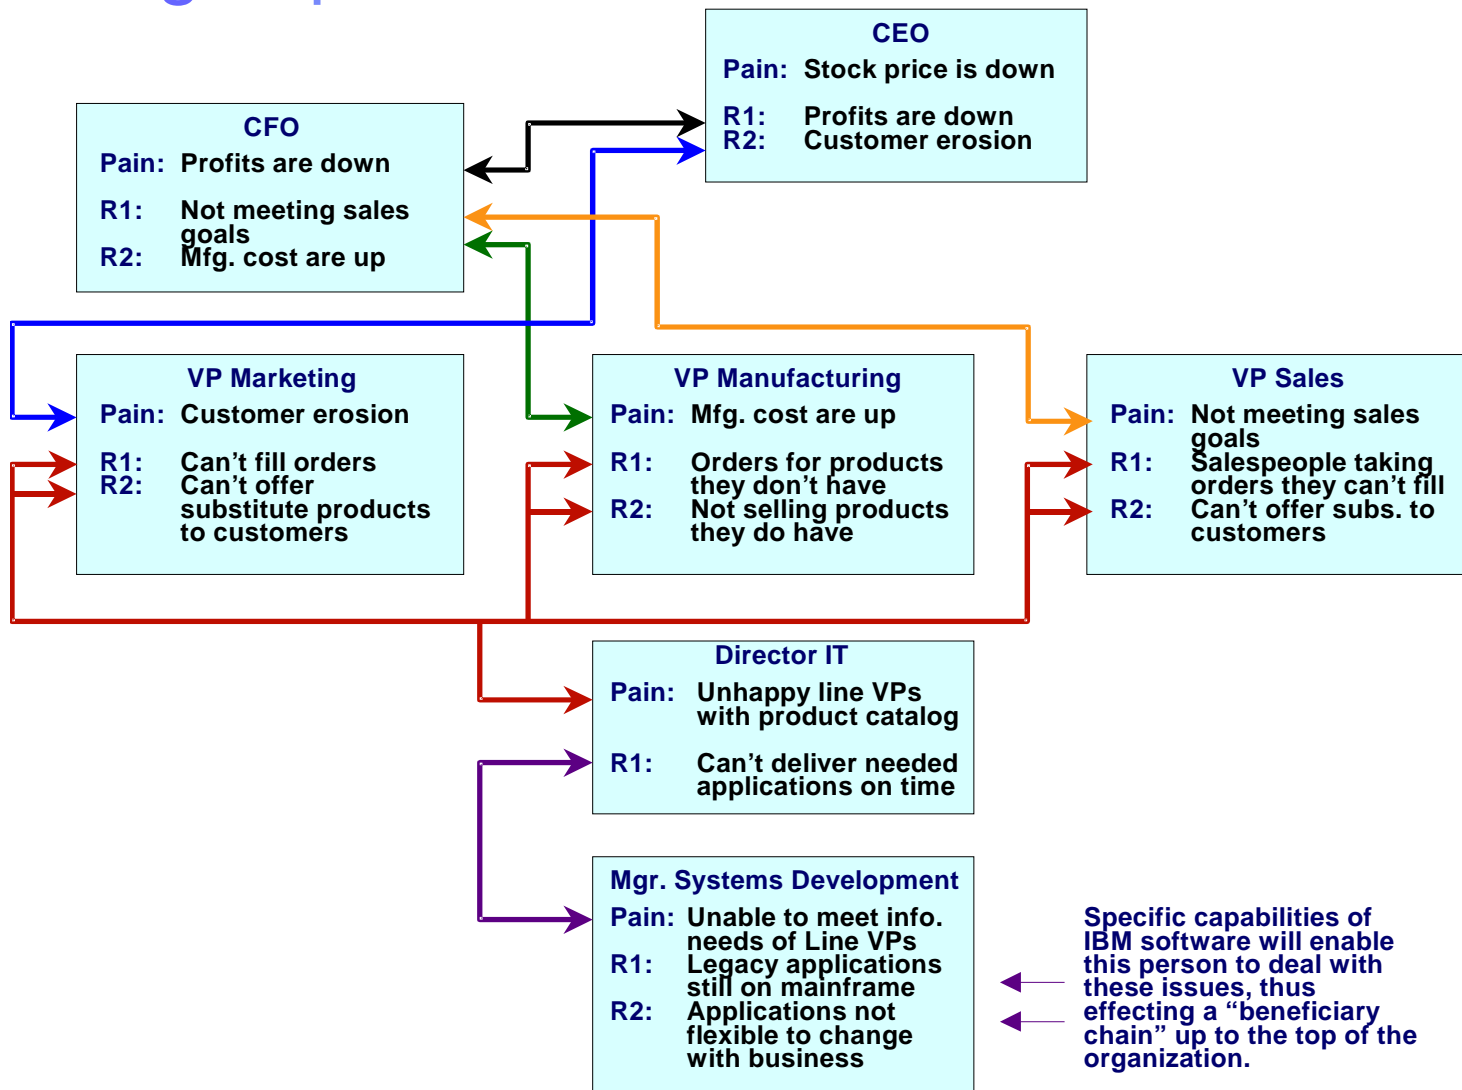 CEO
Pain: Stock price is down
R1: Profits are down
R2: Customer erosion
CFO
Pain: Profits are down
R1: Not meeting sales
goals
R2: Mfg. cost are up
VP Marketing
Pain: Customer erosion
R1: Can't fill orders
R2: Can't offer
substitute products
to customers
VP Manufacturing
Pain: Mfg. cost are up
R1: Orders for products
they don't have
R2: Not selling products
they do have
VP Sales
Pain: Not meeting sales
goals
R1: Salespeople taking
orders they can't fill
R2: Can't offer subs. to
customers
Director IT
Pain: Unhappy line VPs
with product catalog
R1: Can't deliver needed
applications on time
Mgr. Systems Development
Pain: Unable to meet info.
needs of Line VPs
R1: Legacy applications
still on mainframe
R2: Applications not
flexible to change
with business
Specific capabilities of
IBM software will enable
this person to deal with
these issues, thus
effecting a “beneficiary
chain” up to the top of the
organization.